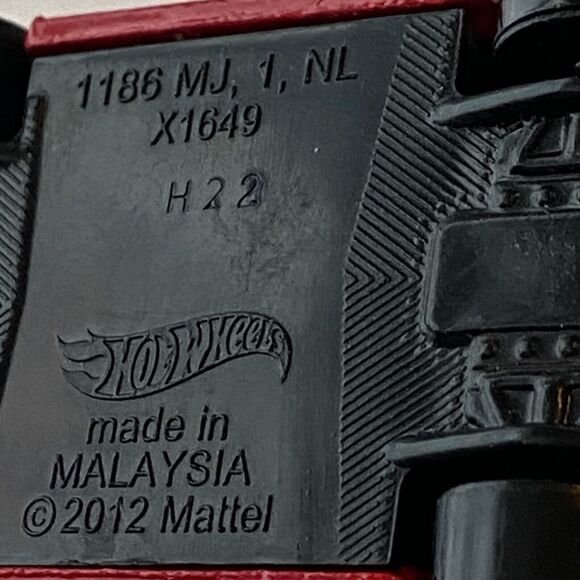 1186 MJ, 1, NL
X1649
H22
HOT WHEELS
made in
MALAYSIA
© 2012 Mattel